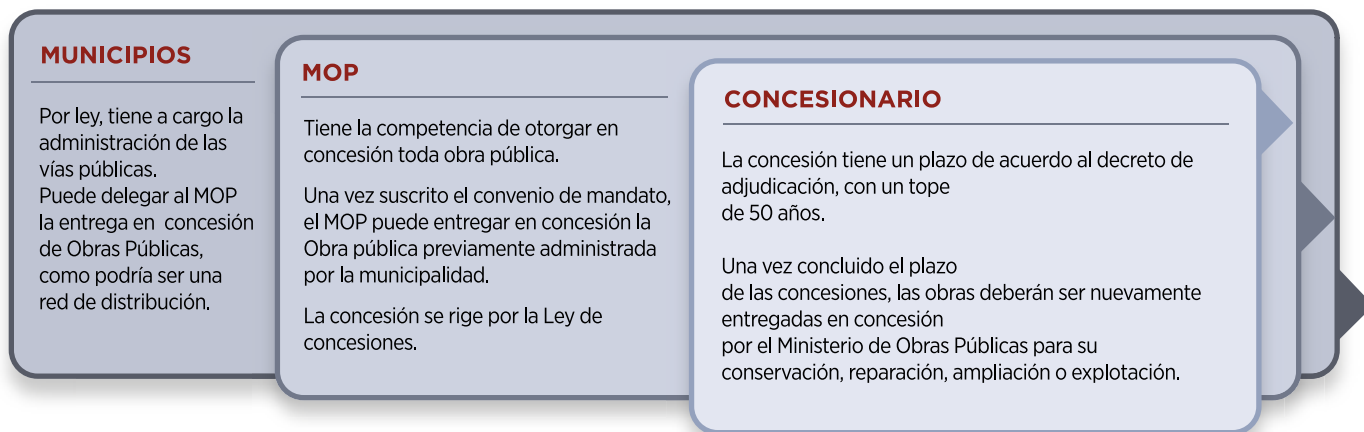 MUNICIPIOS
Por ley, tiene a cargo la
administración de las
vías públicas.
Puede delegar al MOP
la entrega en concesión
de Obras Públicas,
como podría ser una
red de distribución.
MOP
Tiene la competencia de otorgar en
concesión toda obra pública.
Una vez suscrito el convenio de mandato,
el MOP puede entregar en concesión la
Obra pública previamente administrada
por la municipalidad.
La concesión se rige por la Ley de
concesiones.
CONCESIONARIO
La concesión tiene un plazo de acuerdo al decreto de
adjudicación, con un tope
de 50 años.
Una vez concluido el plazo
de las concesiones, las obras deberán ser nuevamente
entregadas en concesión
por el Ministerio de Obras Públicas para su
conservación, reparación, ampliación o explotación.